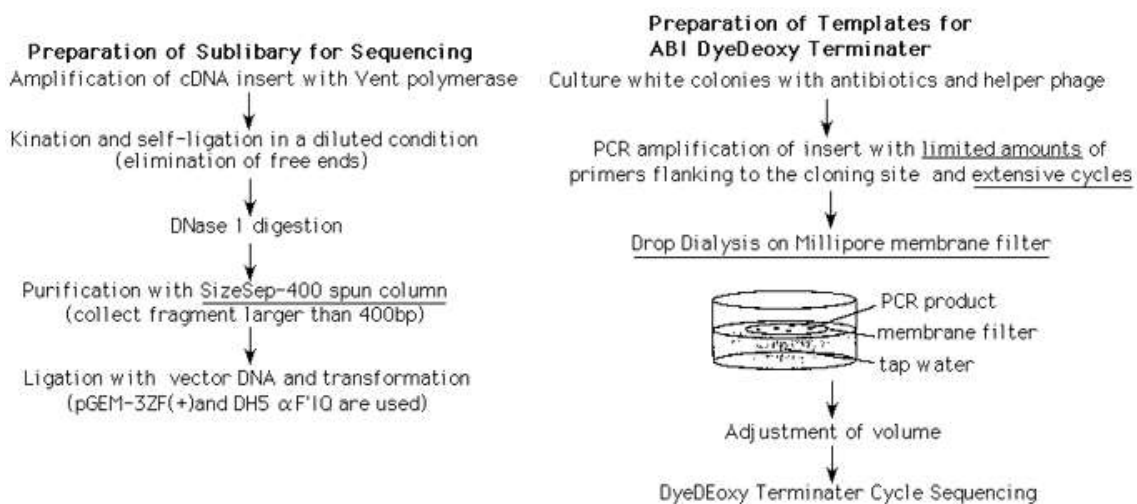 Preparation of Sublibary for Sequencing
Amplification of cDNA insert with Vent polymerase
Kination and self-ligation in a diluted condition
(elimination of free ends)
DNase 1 digestion
Purification with SizeSep-400 spun column
(collect fragment larger than 400bp)
Ligation with vector DNA and transformation
(pGEM-3ZF(+)and DH5 αF'IQ are used)
Preparation of Templates for
ABI DyeDeoxy Terminater
Culture white colonies with antibiotics and helper phage
PCR amplification of insert with limited amounts of
primers flanking to the cloning site and extensive cycles
Drop Dialysis on Millipore membrane filter
PCR product
membrane filter
tap water
Adjustment of volume
DyeDEoxy Terminater Cycle Sequencing